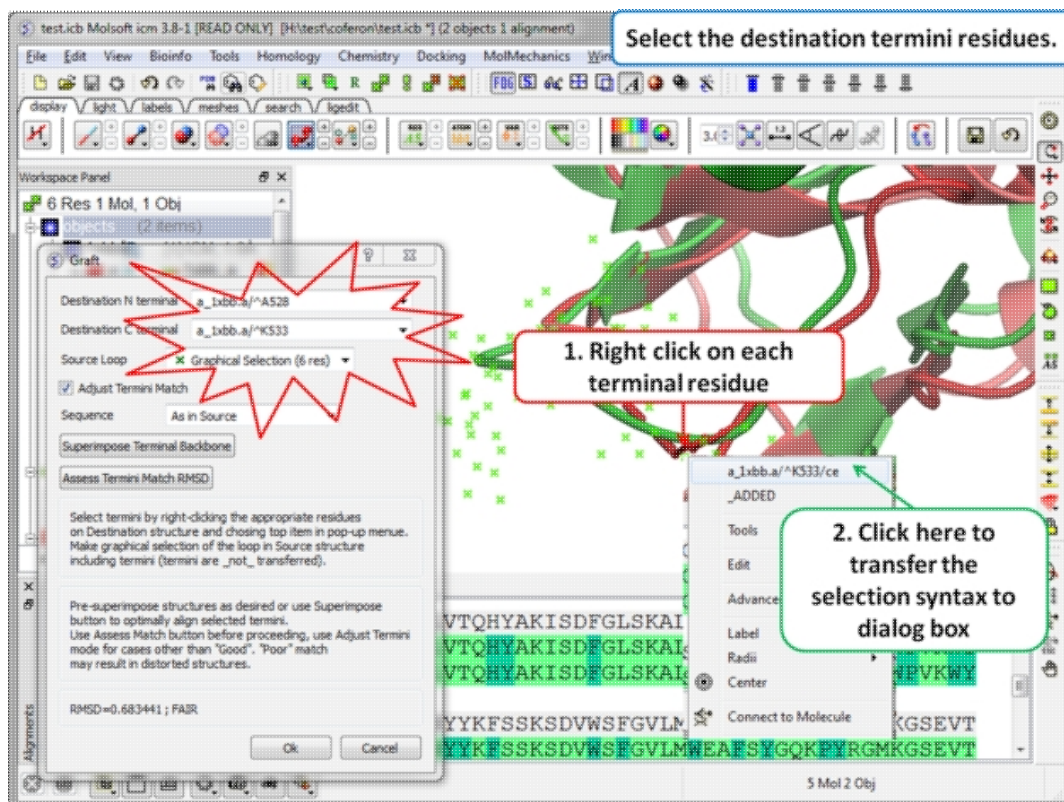 test.icb Molsoft icm 3.8-1 [READ ONLY] [H:\test\coferon\test.icb *] (2 objects 1 alignment)
Select the destination termini residues.
File Edit View Bioinfo Tools Homology Chemistry Docking MolMechanics
display light labels meshes search ligedit
Workspace Panel
6 Res 1 Mol, 1 Obj
objects (2 items)
Graft
Destination N terminal a_1xbb.a/^A528
Destination C terminal a_1xbb.a/^K533
Source Loop Graphical Selection (6 res)
Adjust Termini Match
Sequence As in Source
Superimpose Terminal Backbone
Assess Termini Match RMSD
Select termini by right-clicking the appropriate residues
on Destination structure and chosing top item in pop-up menue.
Make graphical selection of the loop in Source structure
including termini (termini are _not_ transferred).
Pre-superimpose structures as desired or use Superimpose
button to optimally align selected termini.
Use Assess Match button before proceeding, use Adjust Termini
mode for cases other than "Good". "Poor" match
may result in distorted structures.
RMSD=0.683441 ; FAIR
Ok Cancel
1. Right click on each
terminal residue
a_1xbb.a/^K533/ce
_ADDED
Tools
Edit
Advance
Label
Radii
Center
Connect to Molecule
2. Click here to
transfer the
selection syntax to
dialog box
VTQHYAKISDFGLSKAL
VTQHYAKISDFGLSKAL
VTQHYAKISDFGLSKAL WPVKWY
YYKFSSKSDVWSFGVLM KGSEVT
YYKFSSKSDVWSFGVLMWEAFSYGQKPYRGMKGSEVT
Alignments
5 Mol 2 Obj